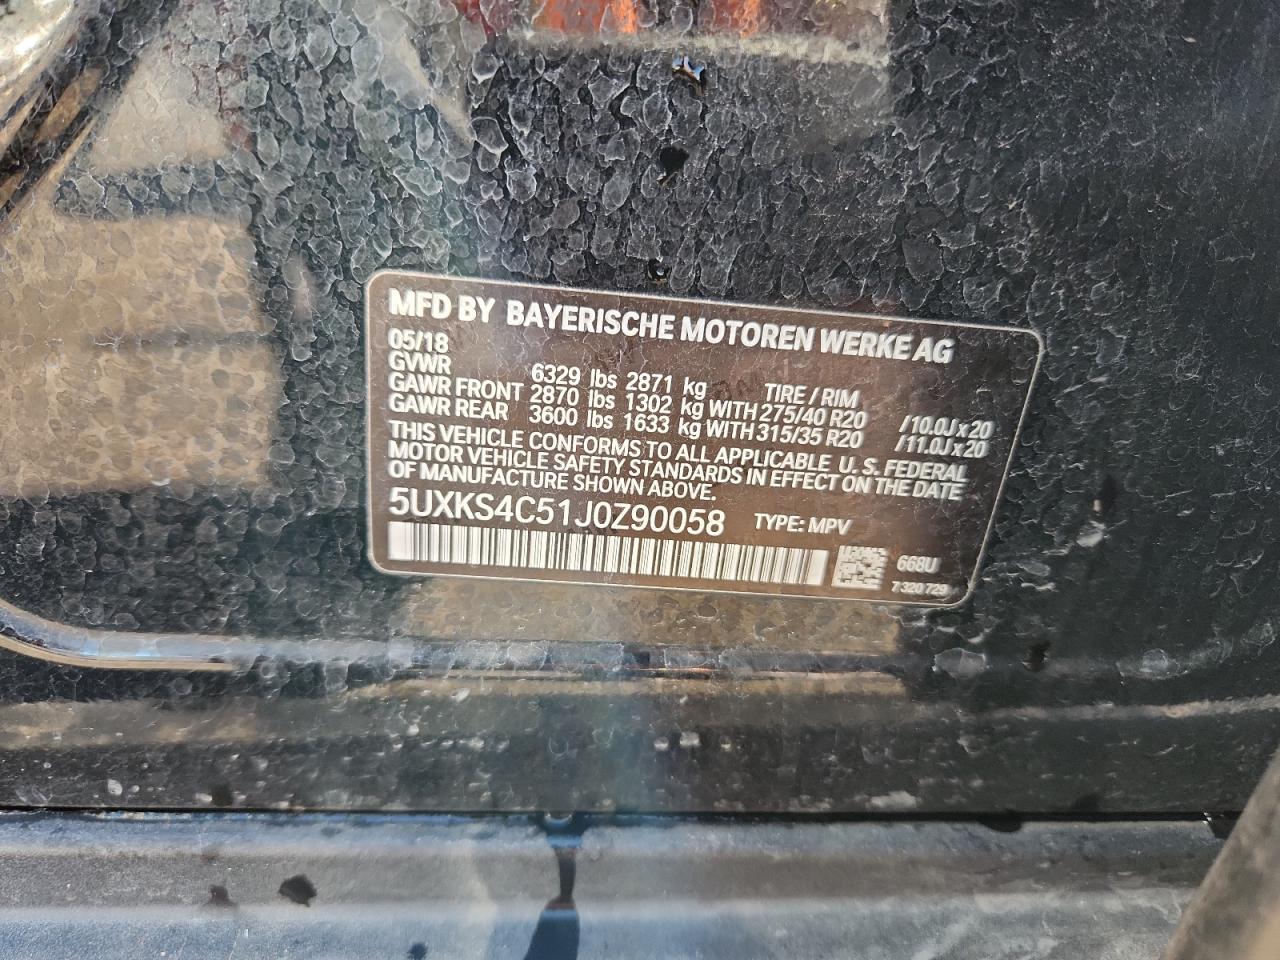 MFD BY BAYERISCHE MOTOREN WERKE AG
05/18
GVWR 6329 lbs 2871 kg TIRE / RIM
GAWR FRONT 2870 lbs 1302 kg WITH 275/40 R20 /10.0J x 20
GAWR REAR 3600 lbs 1633 kg WITH 315/35 R20 /11.0J x 20
THIS VEHICLE CONFORMS TO ALL APPLICABLE U. S. FEDERAL
MOTOR VEHICLE SAFETY STANDARDS IN EFFECT ON THE DATE
OF MANUFACTURE SHOWN ABOVE.
5UXKS4C51J0Z90058 TYPE: MPV
668U
7320729